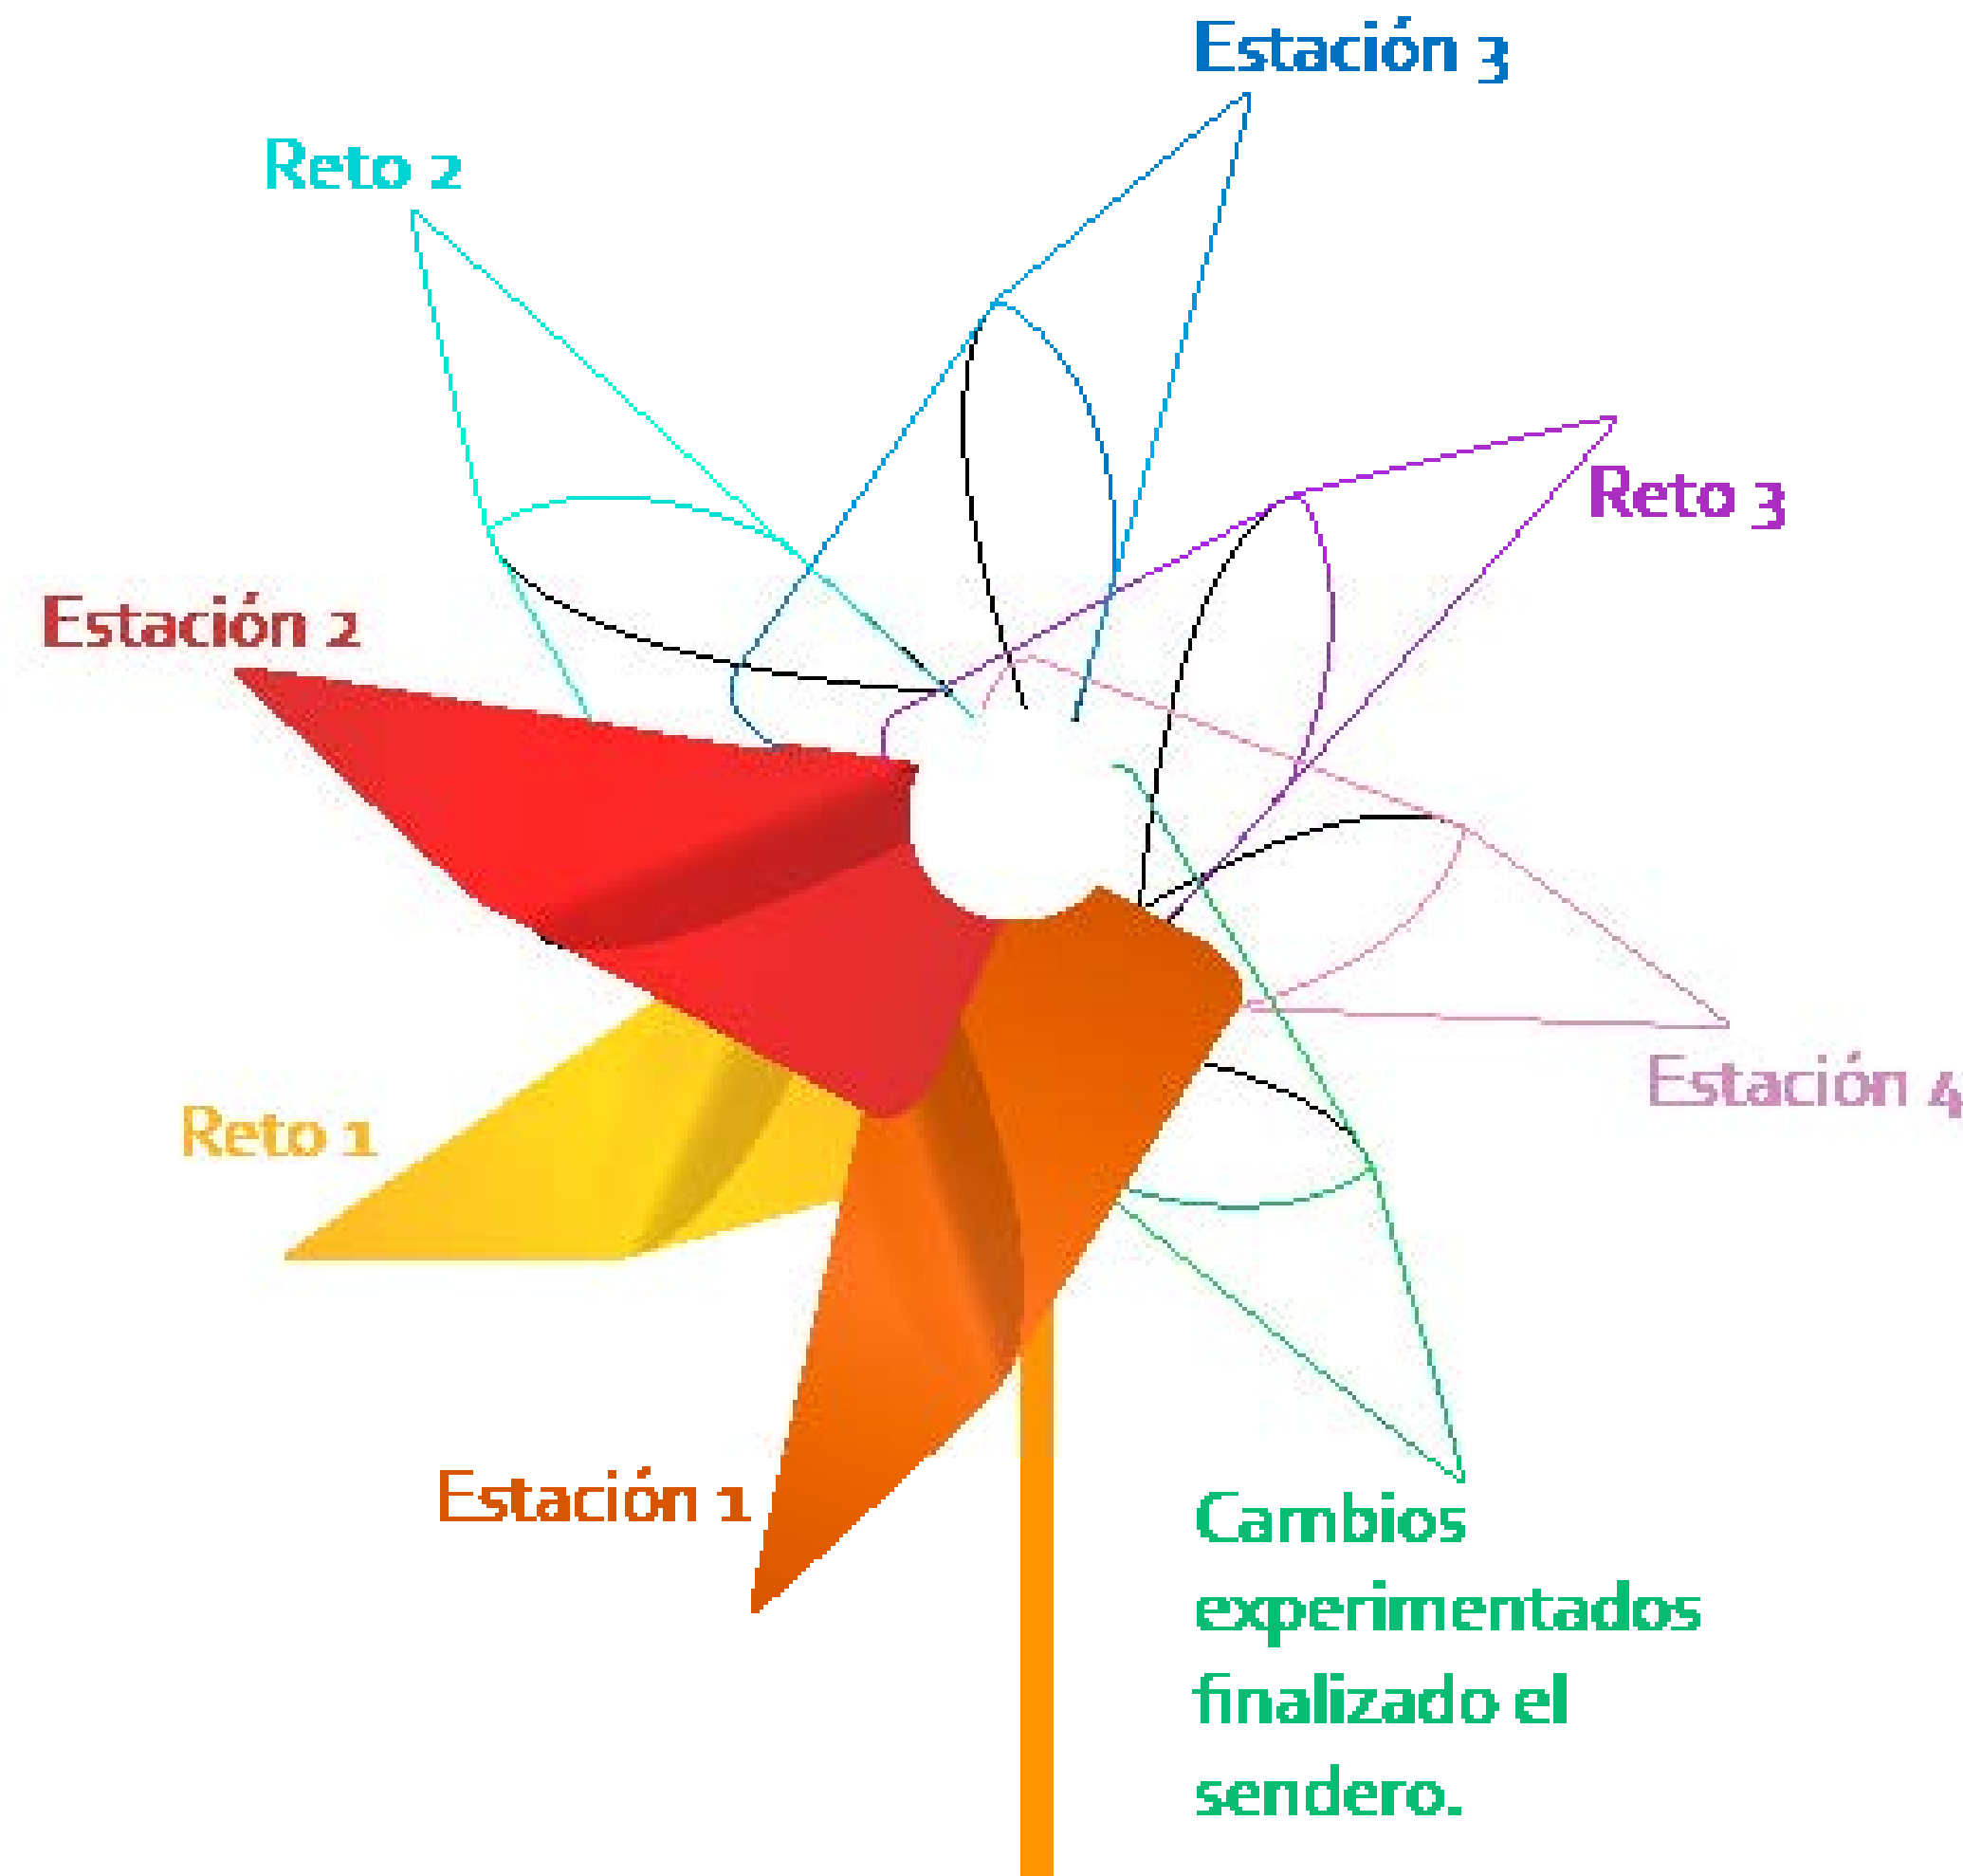 Estación 3
Reto 2
Reto 3
Estación 2
Estación 4
Reto 1
Estación 1
Cambios
experimentados
finalizado el
sendero.